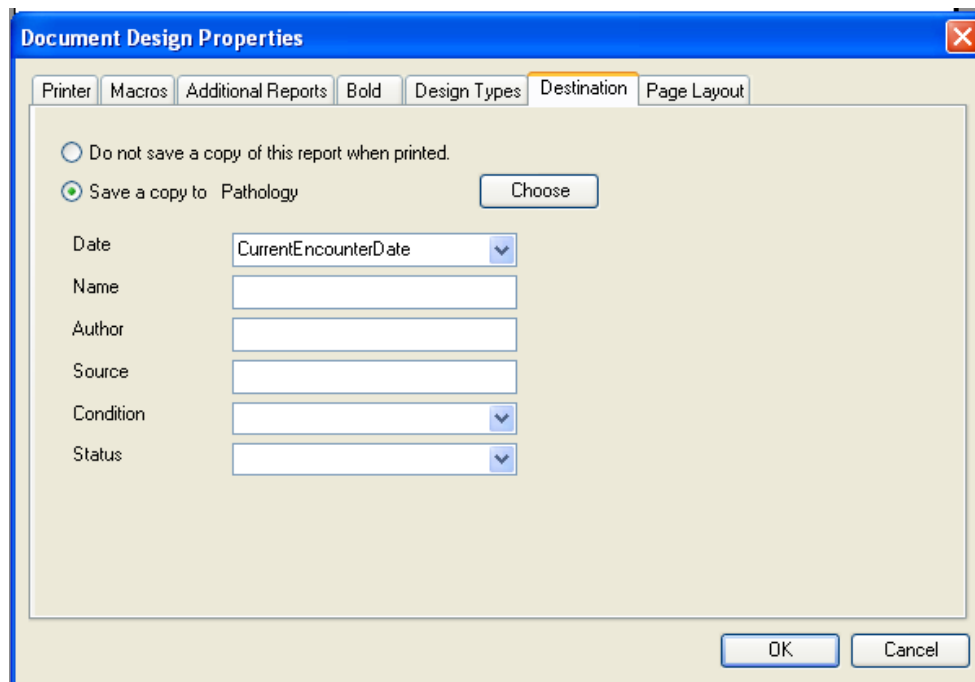 Document Design Properties
Printer Macros Additional Reports Bold Design Types Destination Page Layout
Do not save a copy of this report when printed.
Save a copy to Pathology Choose
Date CurrentEncounterDate
Name
Author
Source
Condition
Status
OK Cancel